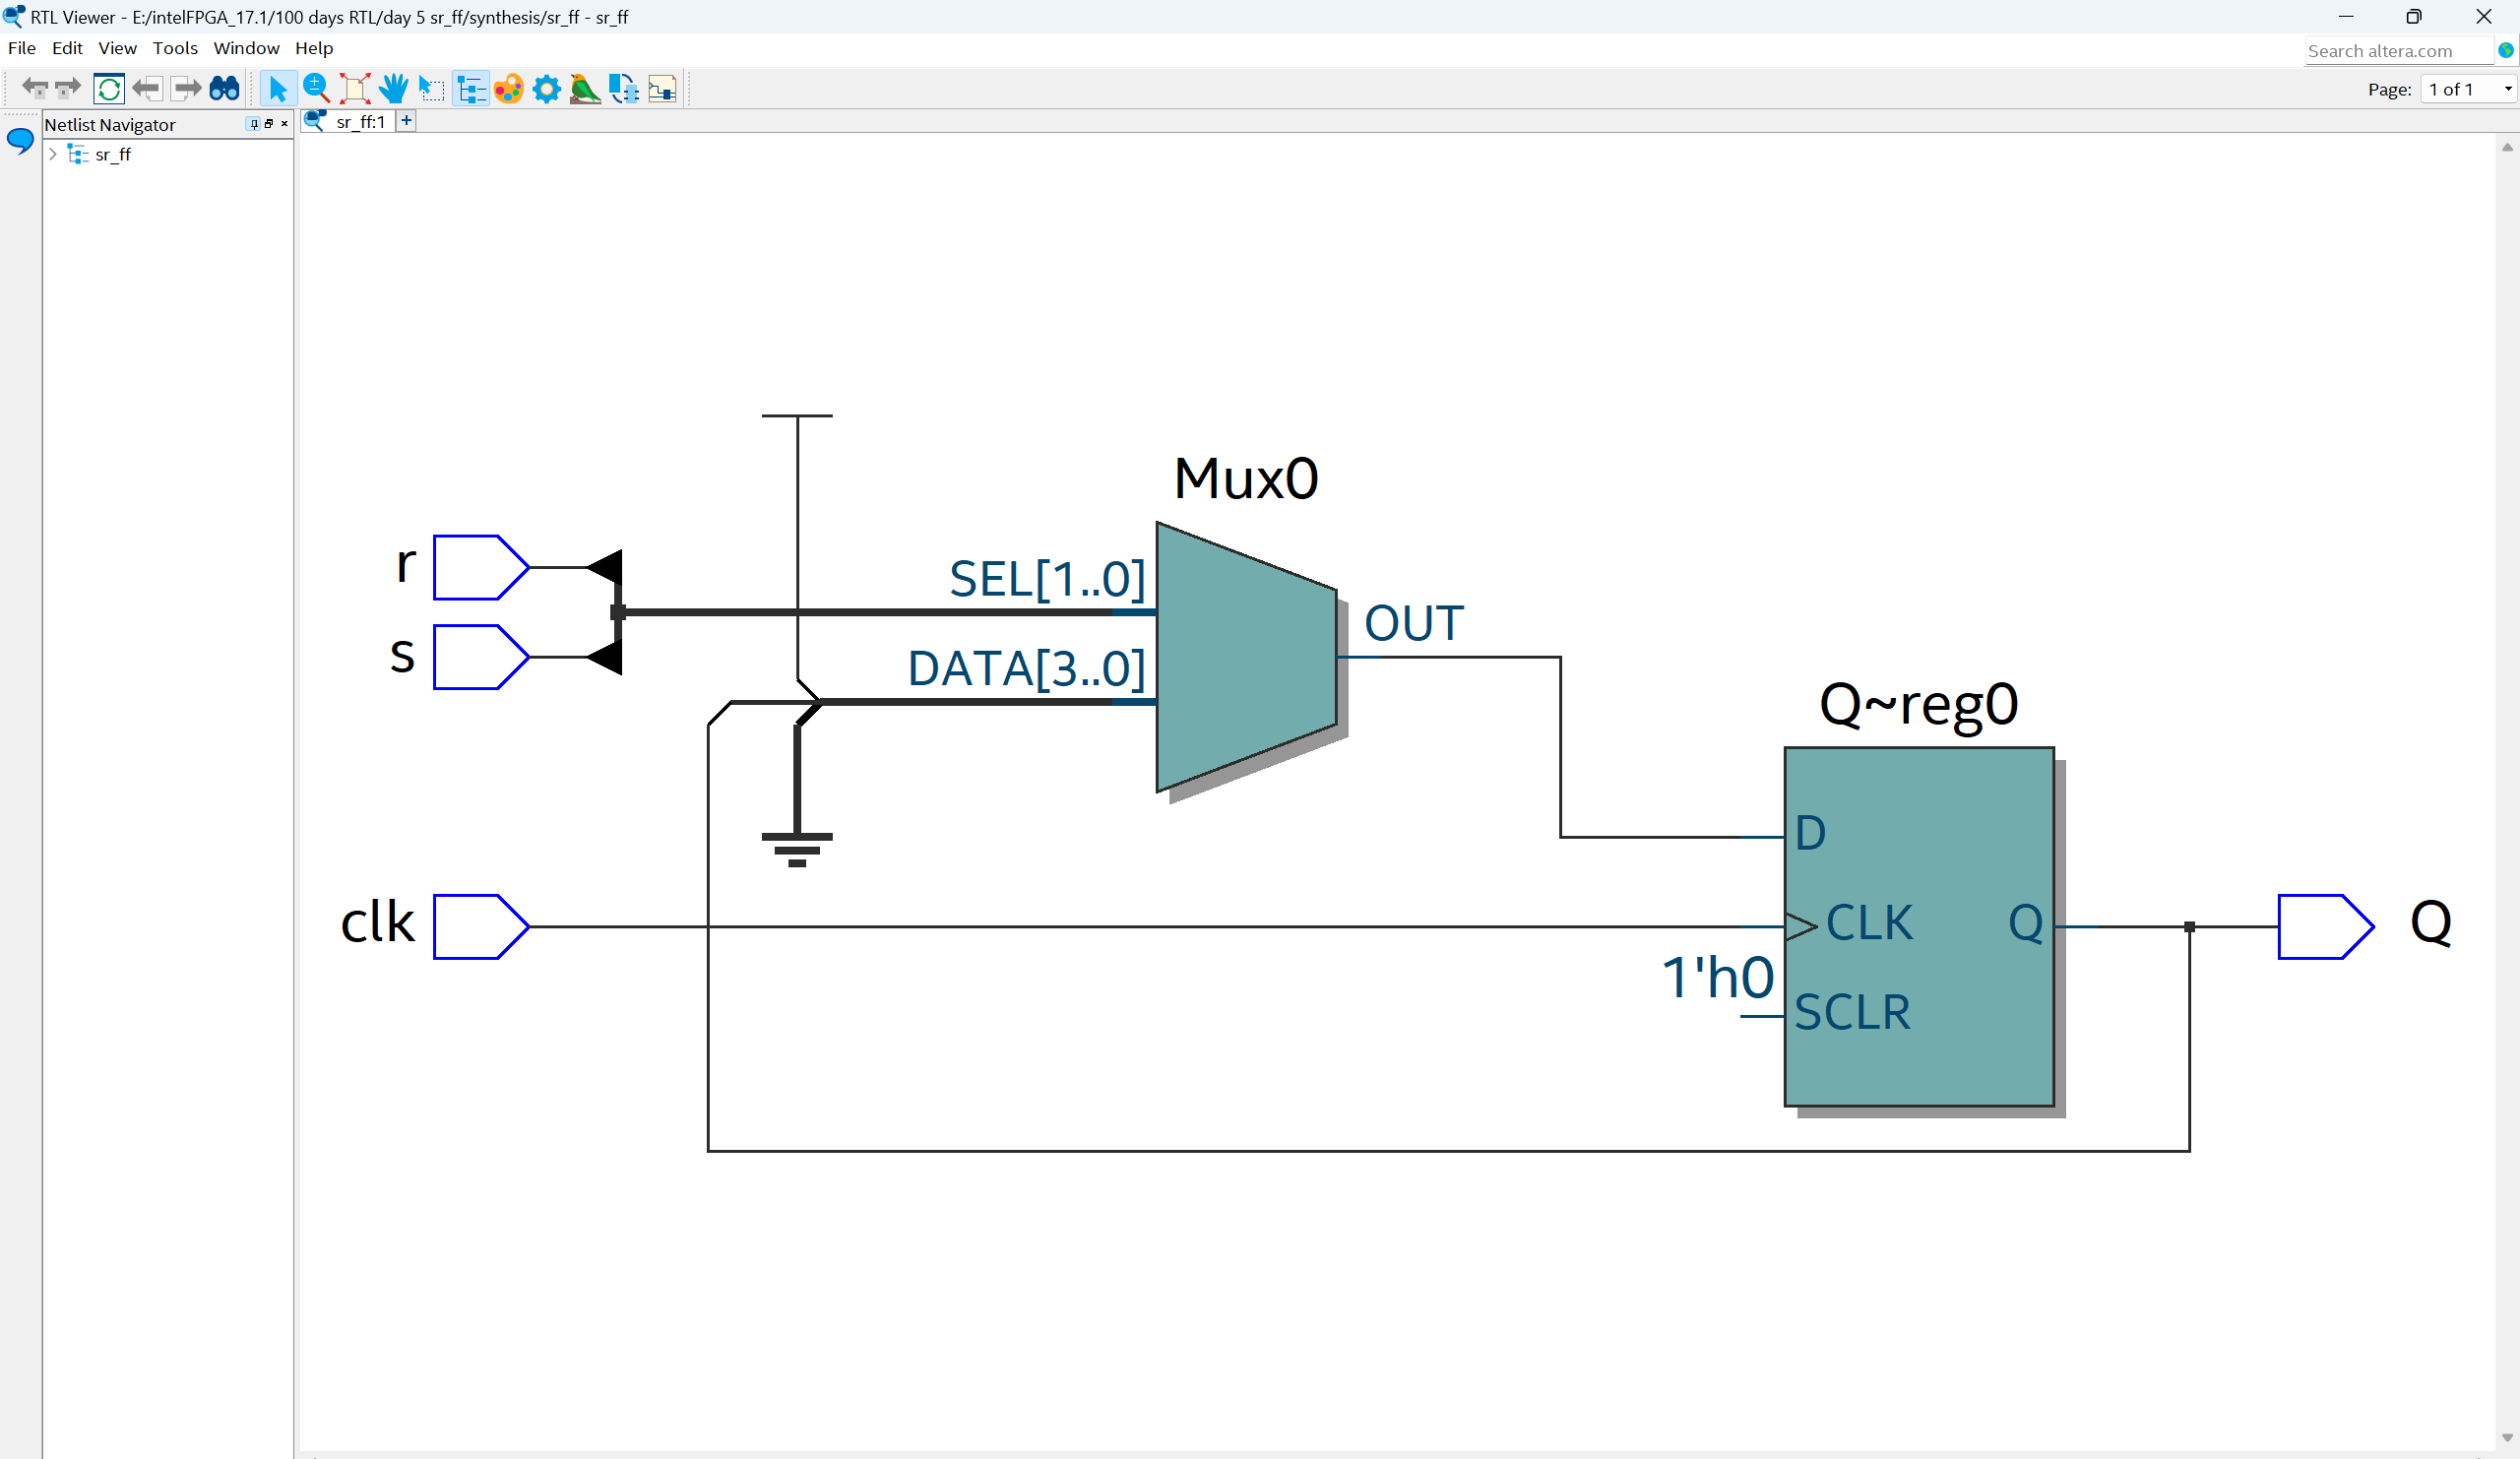 RTL Viewer - E:/intelFPGA_17.1/100 days RTL/day 5 sr_ff/synthesis/sr_ff - sr_ff
File Edit View Tools Window Help
Search altera.com
Page: 1 of 1
Netlist Navigator
sr_ff:1
+
sr_ff
Mux0
r
SEL[1..0]
OUT
s
DATA[3..0]
Q~reg0
D
clk
CLK
Q
Q
1'h0
SCLR